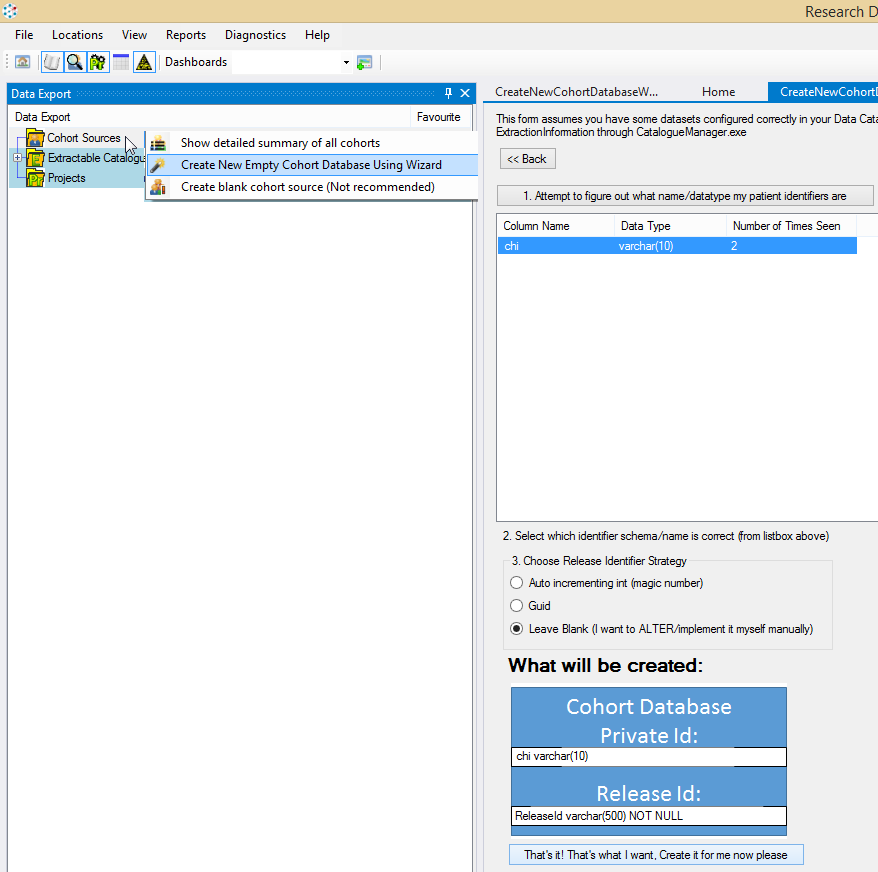 Research D
File Locations View Reports Diagnostics Help
Dashboards
Data Export
Data Export Favourite
Cohort Sources
Extractable Catalogu
Projects
Show detailed summary of all cohorts
Create New Empty Cohort Database Using Wizard
Create blank cohort source (Not recommended)
CreateNewCohortDatabaseW... Home CreateNewCohortD
This form assumes you have some datasets configured correctly in your Data Cata
ExtractionInformation through CatalogueManager.exe
<< Back
1. Attempt to figure out what name/datatype my patient identifiers are
Column Name Data Type Number of Times Seen
chi varchar(10) 2
2. Select which identifier schema/name is correct (from listbox above)
3. Choose Release Identifier Strategy
Auto incrementing int (magic number)
Guid
Leave Blank (I want to ALTER/implement it myself manually)
What will be created:
Cohort Database
Private Id:
chi varchar(10)
Release Id:
ReleaseId varchar(500) NOT NULL
That's it! That's what I want, Create it for me now please